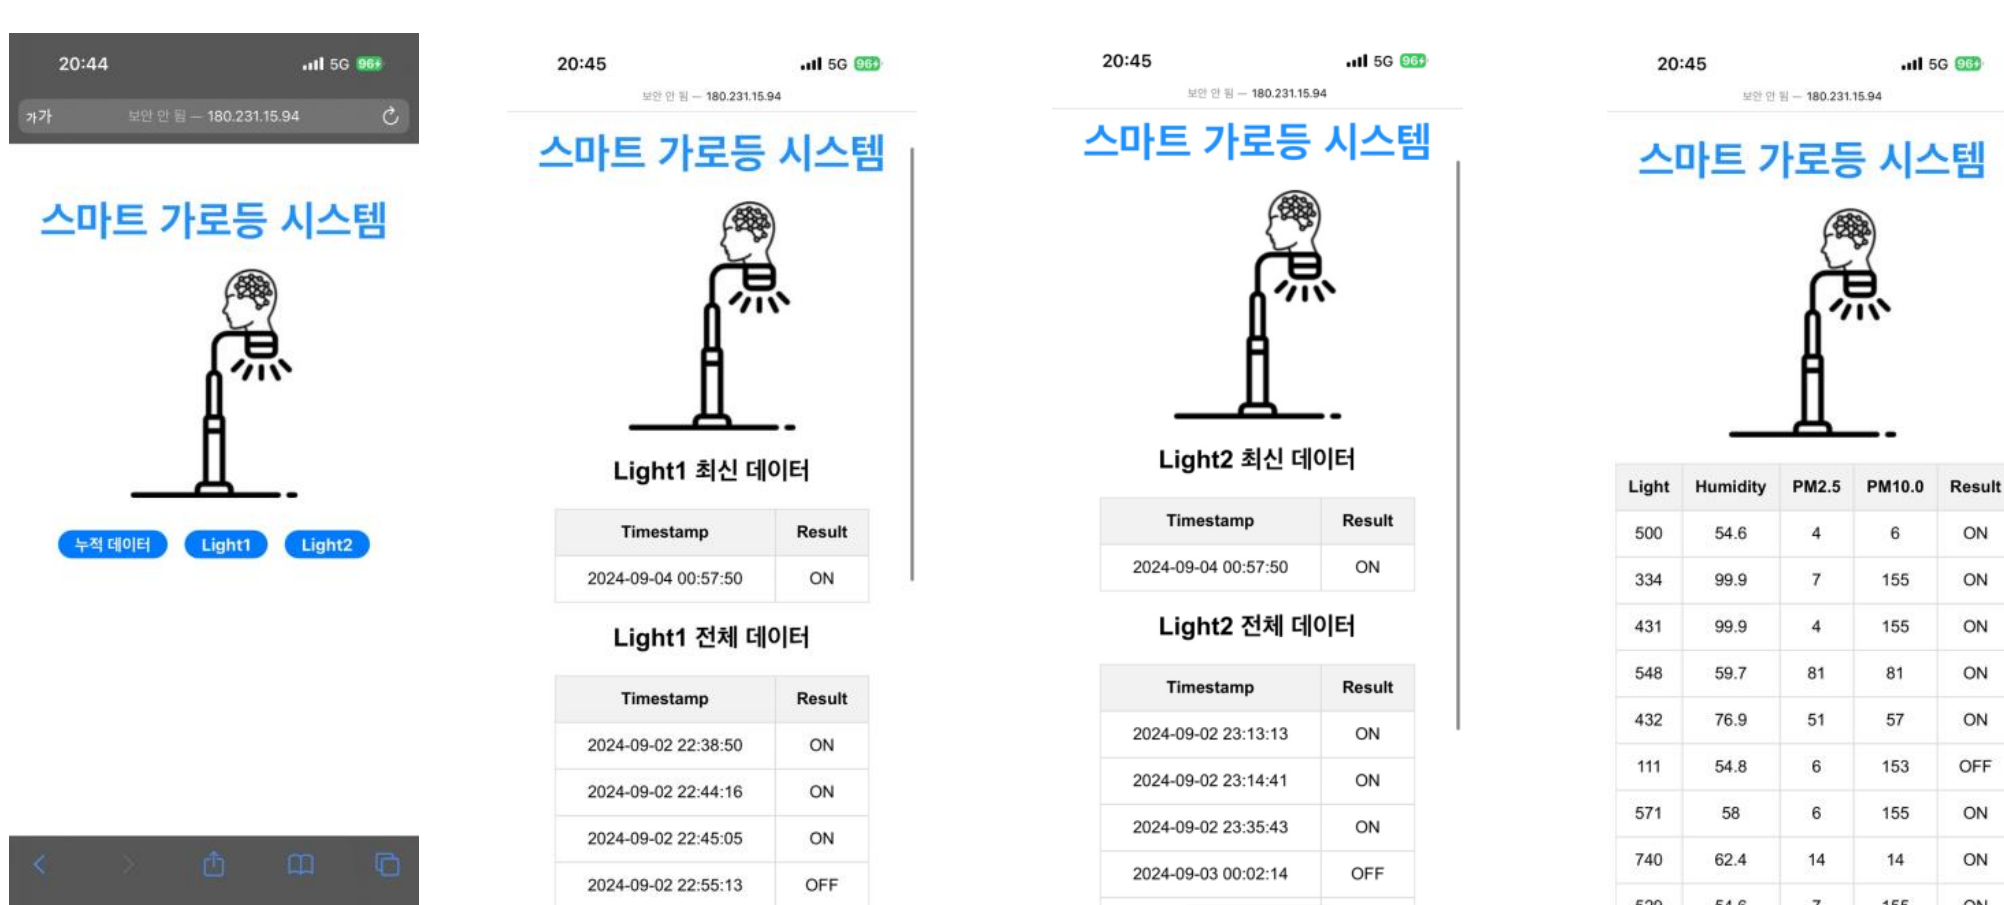 20:44
5G 96
가가 보안 안 됨 — 180.231.15.94
스마트 가로등 시스템
누적 데이터 Light1 Light2
20:45
5G 96
보안 안 됨 — 180.231.15.94
스마트 가로등 시스템
Light1 최신 데이터
Timestamp Result
2024-09-04 00:57:50 ON
Light1 전체 데이터
Timestamp Result
2024-09-02 22:38:50 ON
2024-09-02 22:44:16 ON
2024-09-02 22:45:05 ON
2024-09-02 22:55:13 OFF
20:45
5G 96
보안 안 됨 — 180.231.15.94
스마트 가로등 시스템
Light2 최신 데이터
Timestamp Result
2024-09-04 00:57:50 ON
Light2 전체 데이터
Timestamp Result
2024-09-02 23:13:13 ON
2024-09-02 23:14:41 ON
2024-09-02 23:35:43 ON
2024-09-03 00:02:14 OFF
20:45
5G 96
보안 안 됨 — 180.231.15.94
스마트 가로등 시스템
Light Humidity PM2.5 PM10.0 Result
500 54.6 4 6 ON
334 99.9 7 155 ON
431 99.9 4 155 ON
548 59.7 81 81 ON
432 76.9 51 57 ON
111 54.8 6 153 OFF
571 58 6 155 ON
740 62.4 14 14 ON